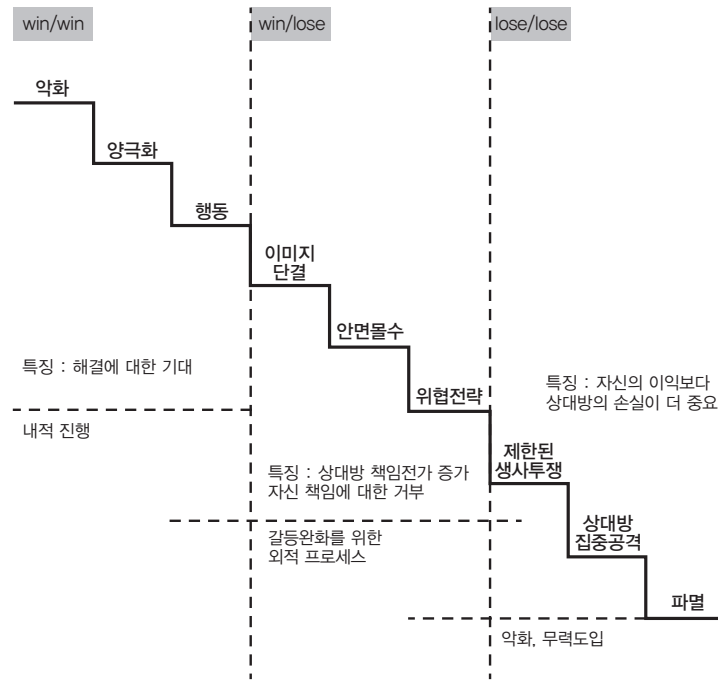 win/win
win/lose
lose/lose
악화
양극화
행동
이미지
단결
안면몰수
위협전략
특징 : 해결에 대한 기대
내적 진행
특징 : 자신의 이익보다
상대방의 손실이 더 중요
특징 : 상대방 책임전가 증가
자신 책임에 대한 거부
갈등완화를 위한
외적 프로세스
제한된
생사투쟁
상대방
집중공격
파멸
악화, 무력도입